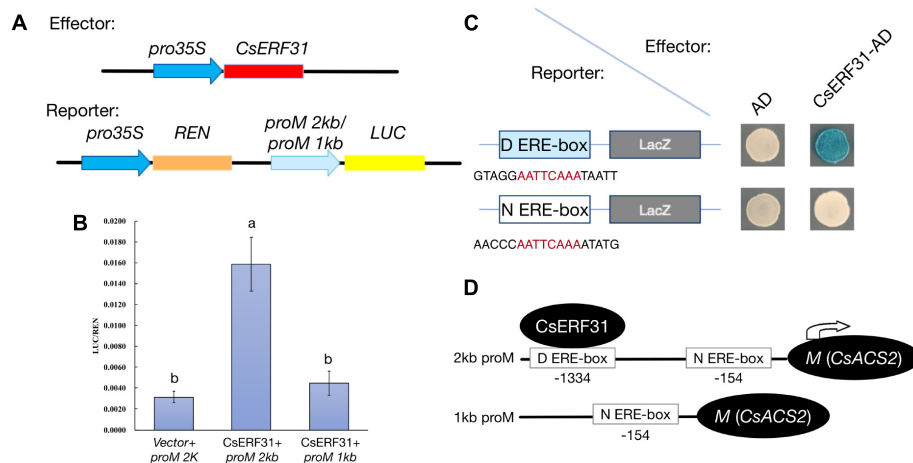 A
Effector:
pro35S
CsERF31
Reporter:
pro35S
REN
proM 2kb/
proM 1kb
LUC
B
LUC/REN
0.0200
0.0180
0.0160
0.0140
0.0120
0.0100
0.0080
0.0060
0.0040
0.0020
0.0000
b
a
b
Vector+
proM 2K
CsERF31+
proM 2kb
CsERF31+
proM 1kb
C
Effector:
Reporter:
AD
CsERF31-AD
D ERE-box
LacZ
GTAGGAATTCAAATAATT
N ERE-box
LacZ
AACCCAATTCAAAATATG
D
CsERF31
2kb proM
D ERE-box
-1334
N ERE-box
-154
M (CsACS2)
1kb proM
N ERE-box
-154
M (CsACS2)